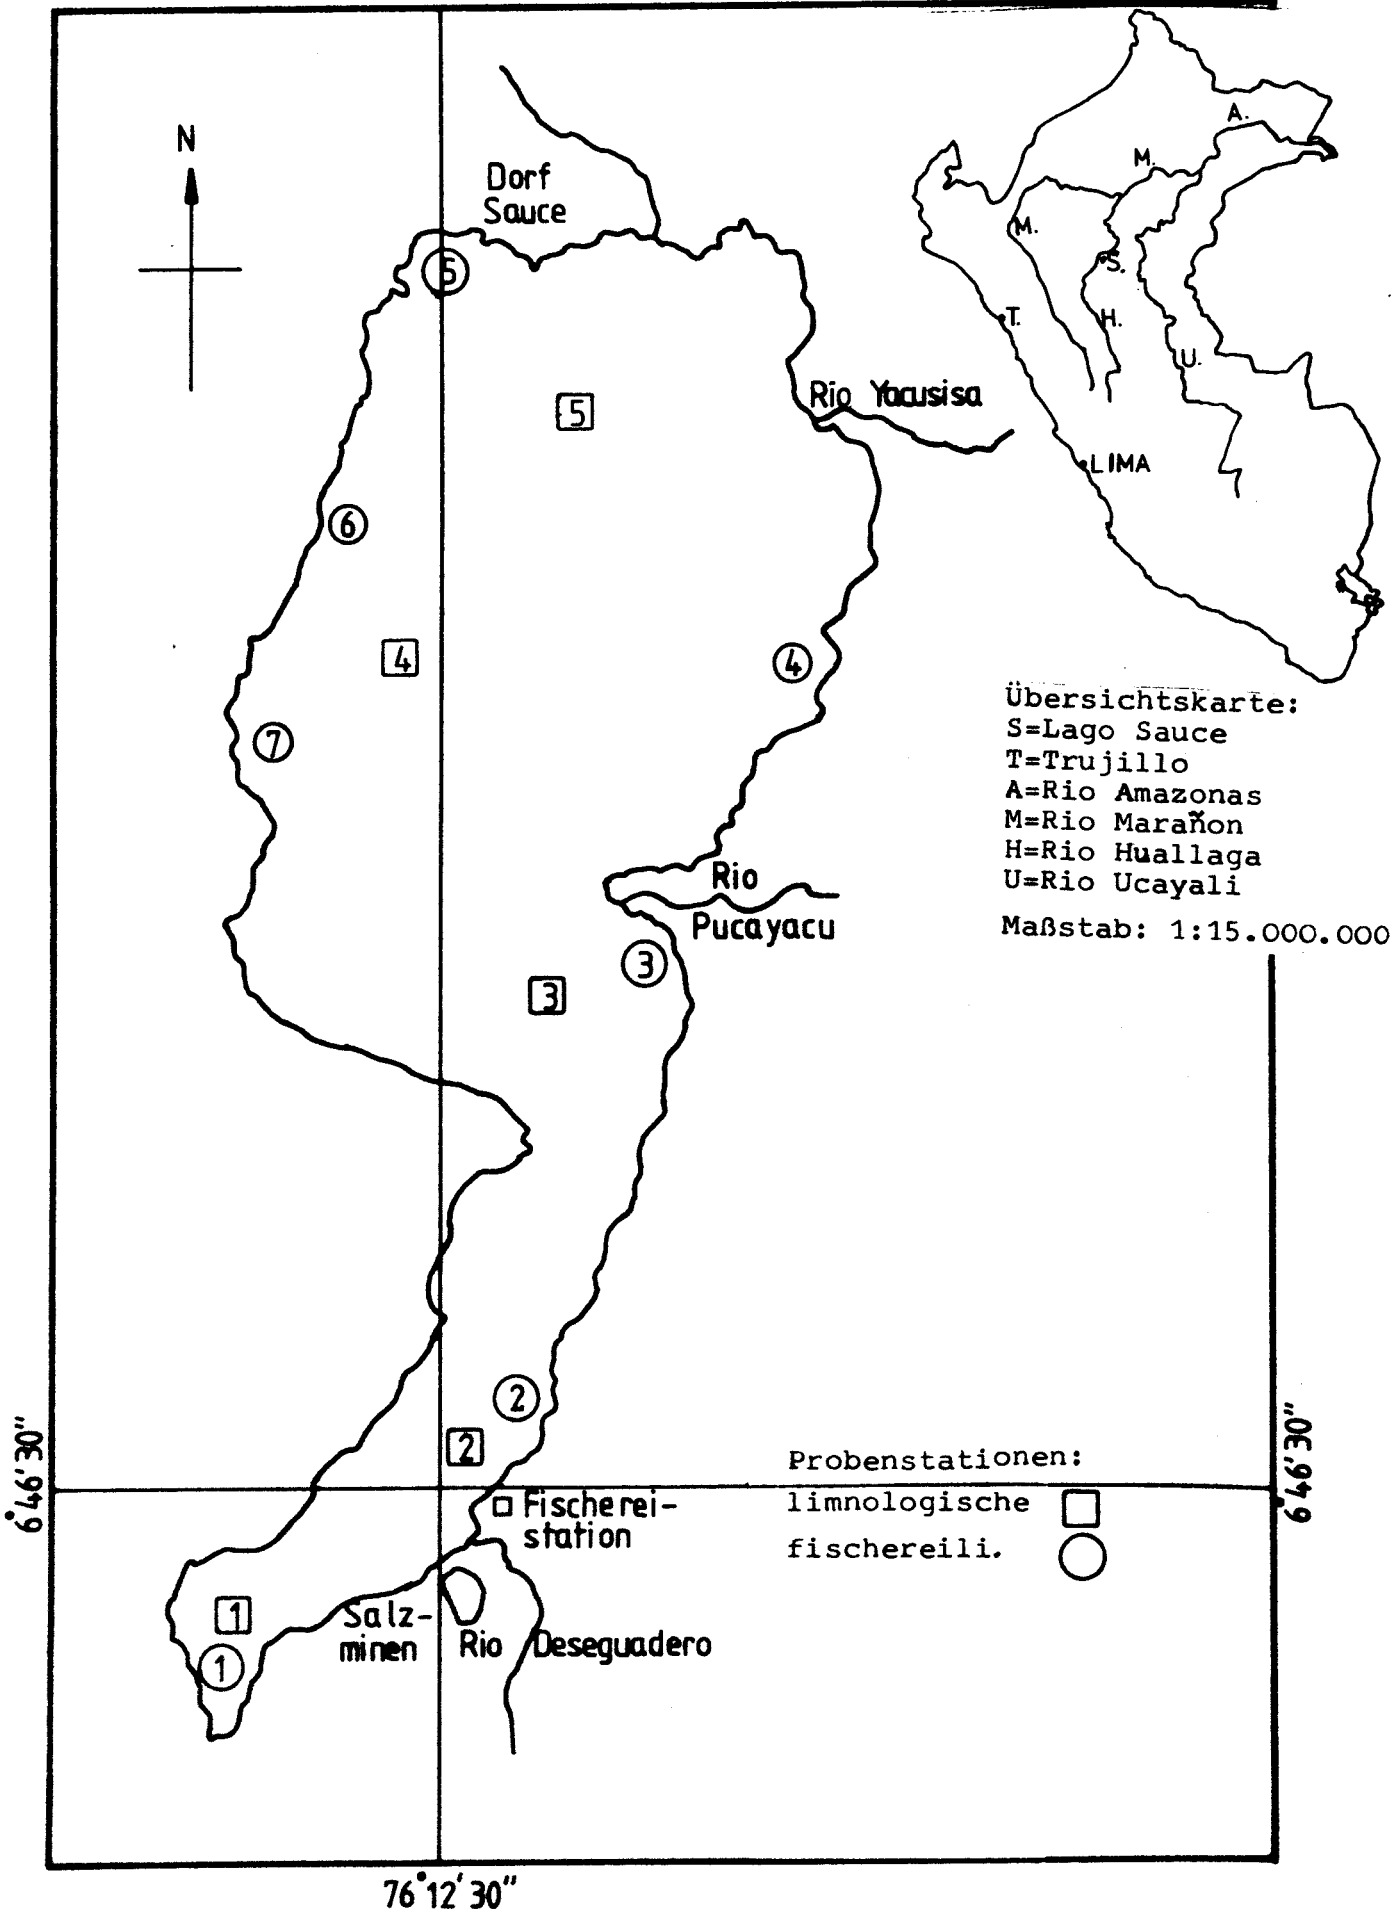 N
Dorf
Sauce
5
5
6
4
7
4
Rio Yacusisa
Rio
Pucayacu
3
3
2
2
Fischerei-
station
1
1
Salz-
minen
Rio Deseguadero
6°46'30"
6°46'30"
76°12'30"
A.
M.
M.
S.
T.
H.
U.
LIMA
Übersichtskarte:
S=Lago Sauce
T=Trujillo
A=Rio Amazonas
M=Rio Marañon
H=Rio Huallaga
U=Rio Ucayali
Maßstab: 1:15.000.000
Probenstationen:
limnologische
fischereili.